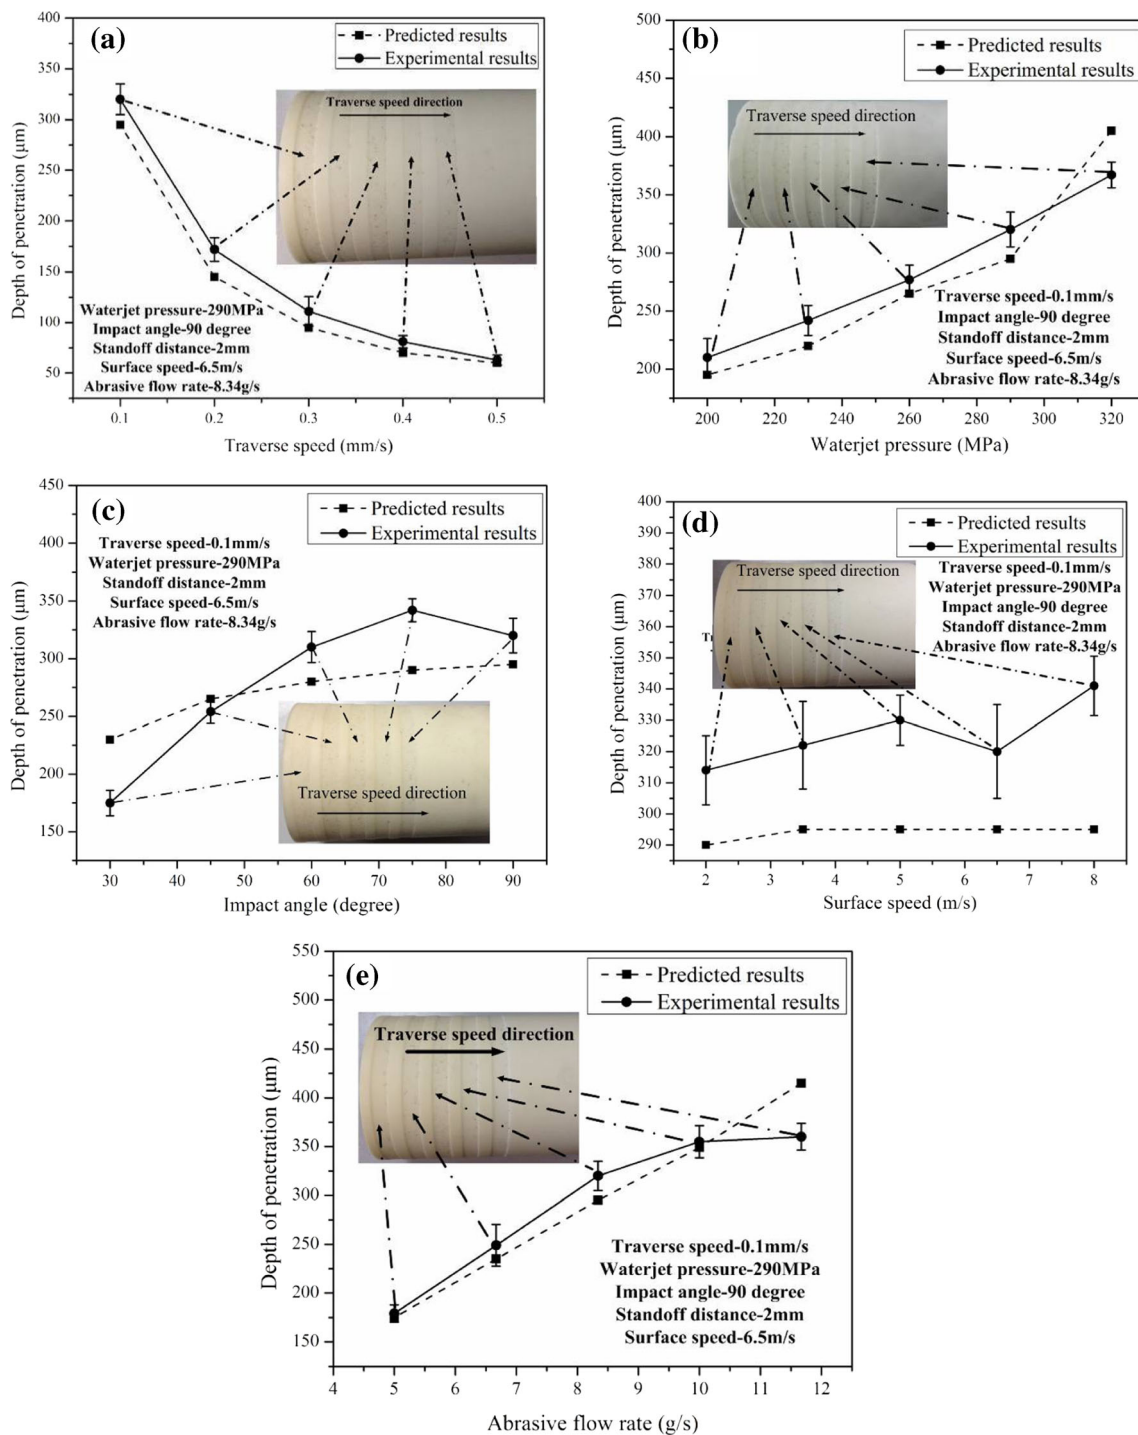 (a)
Predicted results
Experimental results
Traverse speed direction
Waterjet pressure-290MPa
Impact angle-90 degree
Standoff distance-2mm
Surface speed-6.5m/s
Abrasive flow rate-8.34g/s
Depth of penetration (μm)
400
350
300
250
200
150
100
50
0.1 0.2 0.3 0.4 0.5
Traverse speed (mm/s)
(b)
Predicted results
Experimental results
Traverse speed direction
Traverse speed-0.1mm/s
Impact angle-90 degree
Standoff distance-2mm
Surface speed-6.5m/s
Abrasive flow rate-8.34g/s
Depth of penetration (μm)
500
450
400
350
300
250
200
200 220 240 260 280 300 320
Waterjet pressure (MPa)
(c)
Predicted results
Experimental results
Traverse speed-0.1mm/s
Waterjet pressure-290MPa
Standoff distance-2mm
Surface speed-6.5m/s
Abrasive flow rate-8.34g/s
Traverse speed direction
Depth of penetration (μm)
450
400
350
300
250
200
150
30 40 50 60 70 80 90
Impact angle (degree)
(d)
Predicted results
Experimental results
Traverse speed direction
Traverse speed-0.1mm/s
Waterjet pressure-290MPa
Impact angle-90 degree
Standoff distance-2mm
Abrasive flow rate-8.34g/s
Depth of penetration (μm)
400
390
380
370
360
350
340
330
320
310
300
290
2 3 4 5 6 7 8
Surface speed (m/s)
(e)
Predicted results
Experimental results
Traverse speed direction
Traverse speed-0.1mm/s
Waterjet pressure-290MPa
Impact angle-90 degree
Standoff distance-2mm
Surface speed-6.5m/s
Depth of penetration (μm)
550
500
450
400
350
300
250
200
150
4 5 6 7 8 9 10 11 12
Abrasive flow rate (g/s)